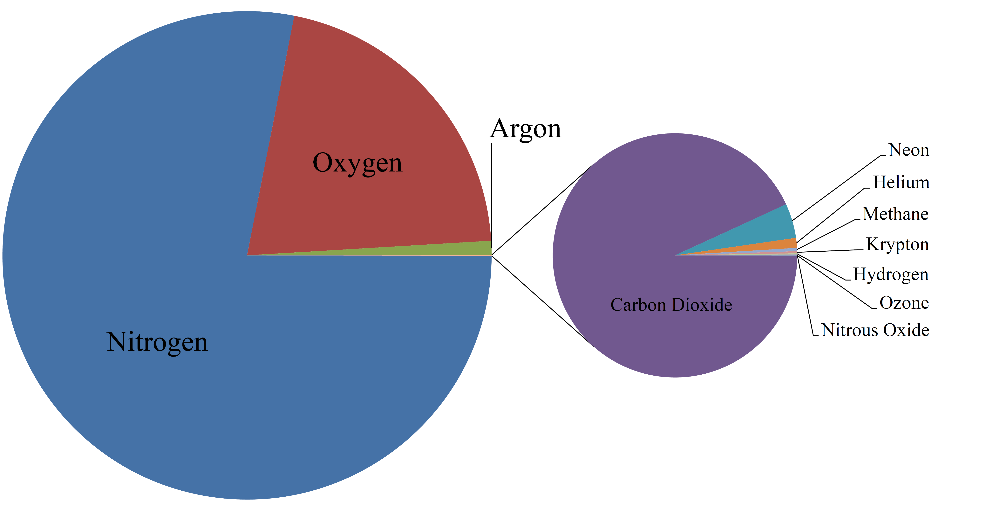 Argon
Oxygen
Nitrogen
Carbon Dioxide
Neon
Helium
Methane
Krypton
Hydrogen
Ozone
Nitrous Oxide